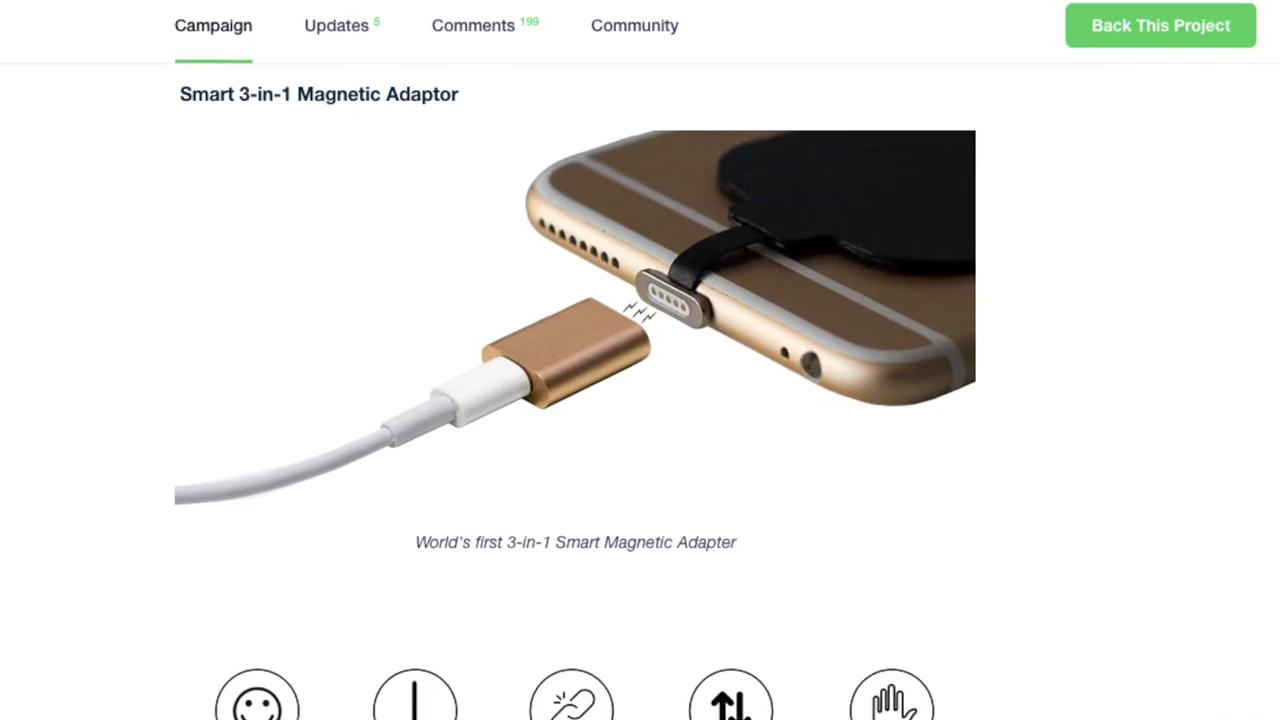 Campaign Updates 5 Comments 199 Community Back This Project
Smart 3-in-1 Magnetic Adaptor
World's first 3-in-1 Smart Magnetic Adapter